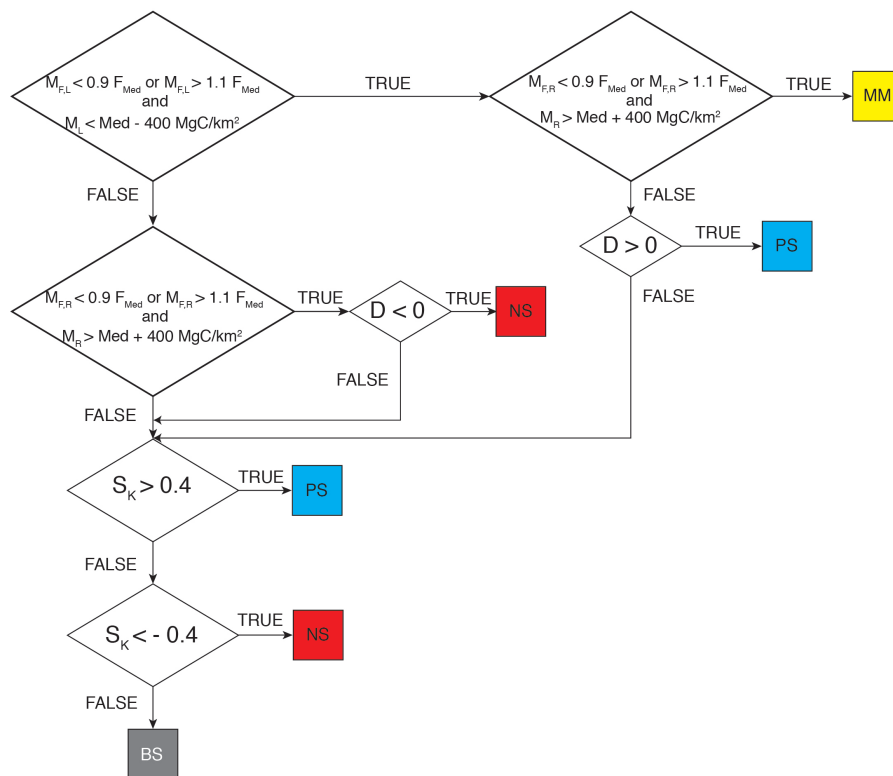 M_F,L < 0.9 F_Med or M_F,L > 1.1 F_Med
and
M_L < Med - 400 MgC/km²
TRUE
M_F,R < 0.9 F_Med or M_F,R > 1.1 F_Med
and
M_R > Med + 400 MgC/km²
TRUE
MM
FALSE
FALSE
D > 0
TRUE
PS
FALSE
M_F,R < 0.9 F_Med or M_F,R > 1.1 F_Med
and
M_R > Med + 400 MgC/km²
TRUE
D < 0
TRUE
NS
FALSE
FALSE
S_K > 0.4
TRUE
PS
FALSE
S_K < - 0.4
TRUE
NS
FALSE
BS